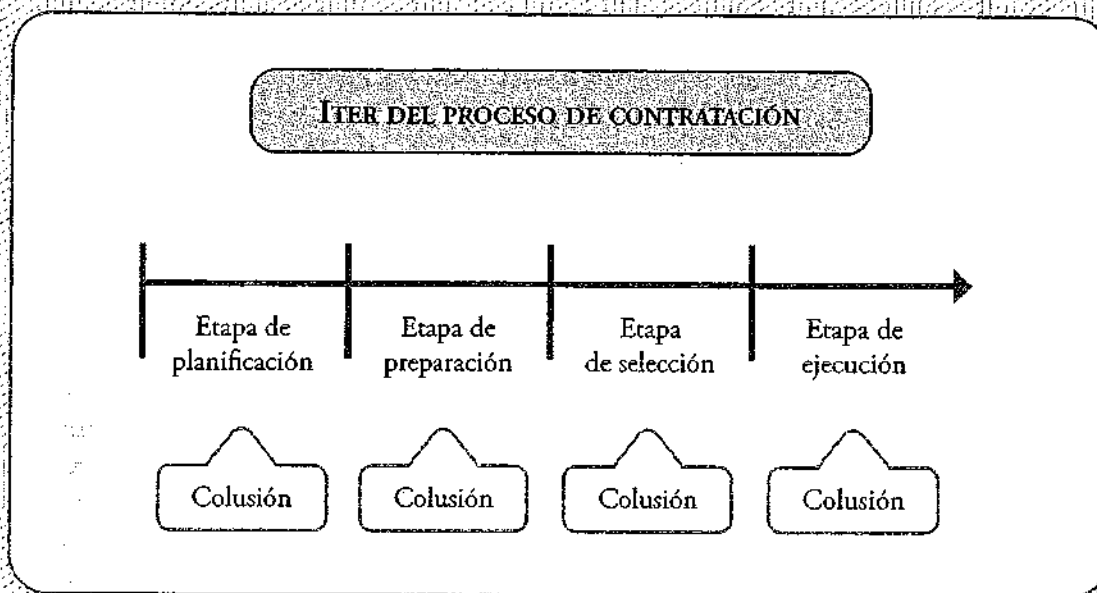 ITER DEL PROCESO DE CONTRATACIÓN
Etapa de
planificación
Etapa de
preparación
Etapa
de selección
Etapa de
ejecución
Colusión
Colusión
Colusión
Colusión